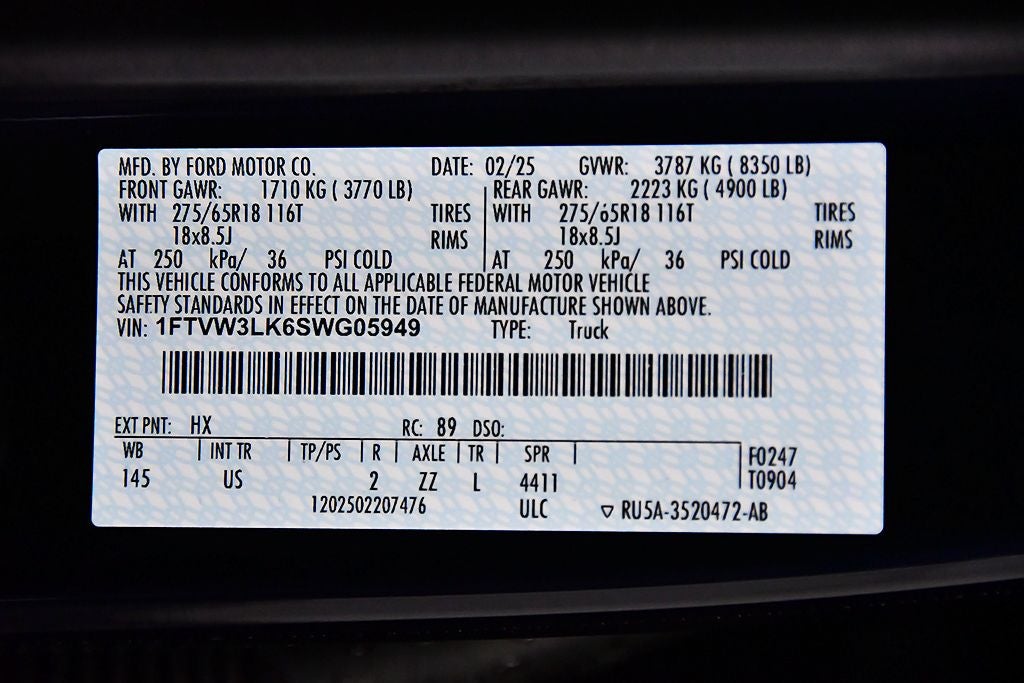 MFD. BY FORD MOTOR CO. DATE: 02/25 GVWR: 3787 KG ( 8350 LB)
FRONT GAWR: 1710 KG ( 3770 LB) REAR GAWR: 2223 KG ( 4900 LB)
WITH 275/65R18 116T TIRES WITH 275/65R18 116T TIRES
18x8.5J RIMS 18x8.5J RIMS
AT 250 kPa/ 36 PSI COLD AT 250 kPa/ 36 PSI COLD
THIS VEHICLE CONFORMS TO ALL APPLICABLE FEDERAL MOTOR VEHICLE
SAFETY STANDARDS IN EFFECT ON THE DATE OF MANUFACTURE SHOWN ABOVE.
VIN: 1FTVW3LK6SWG05949 TYPE: Truck
EXT PNT: HX RC: 89 DSO:
WB INT TR TP/PS R AXLE TR SPR F0247
145 US 2 ZZ L 4411 T0904
1202502207476 ULC ▽ RU5A-3520472-AB